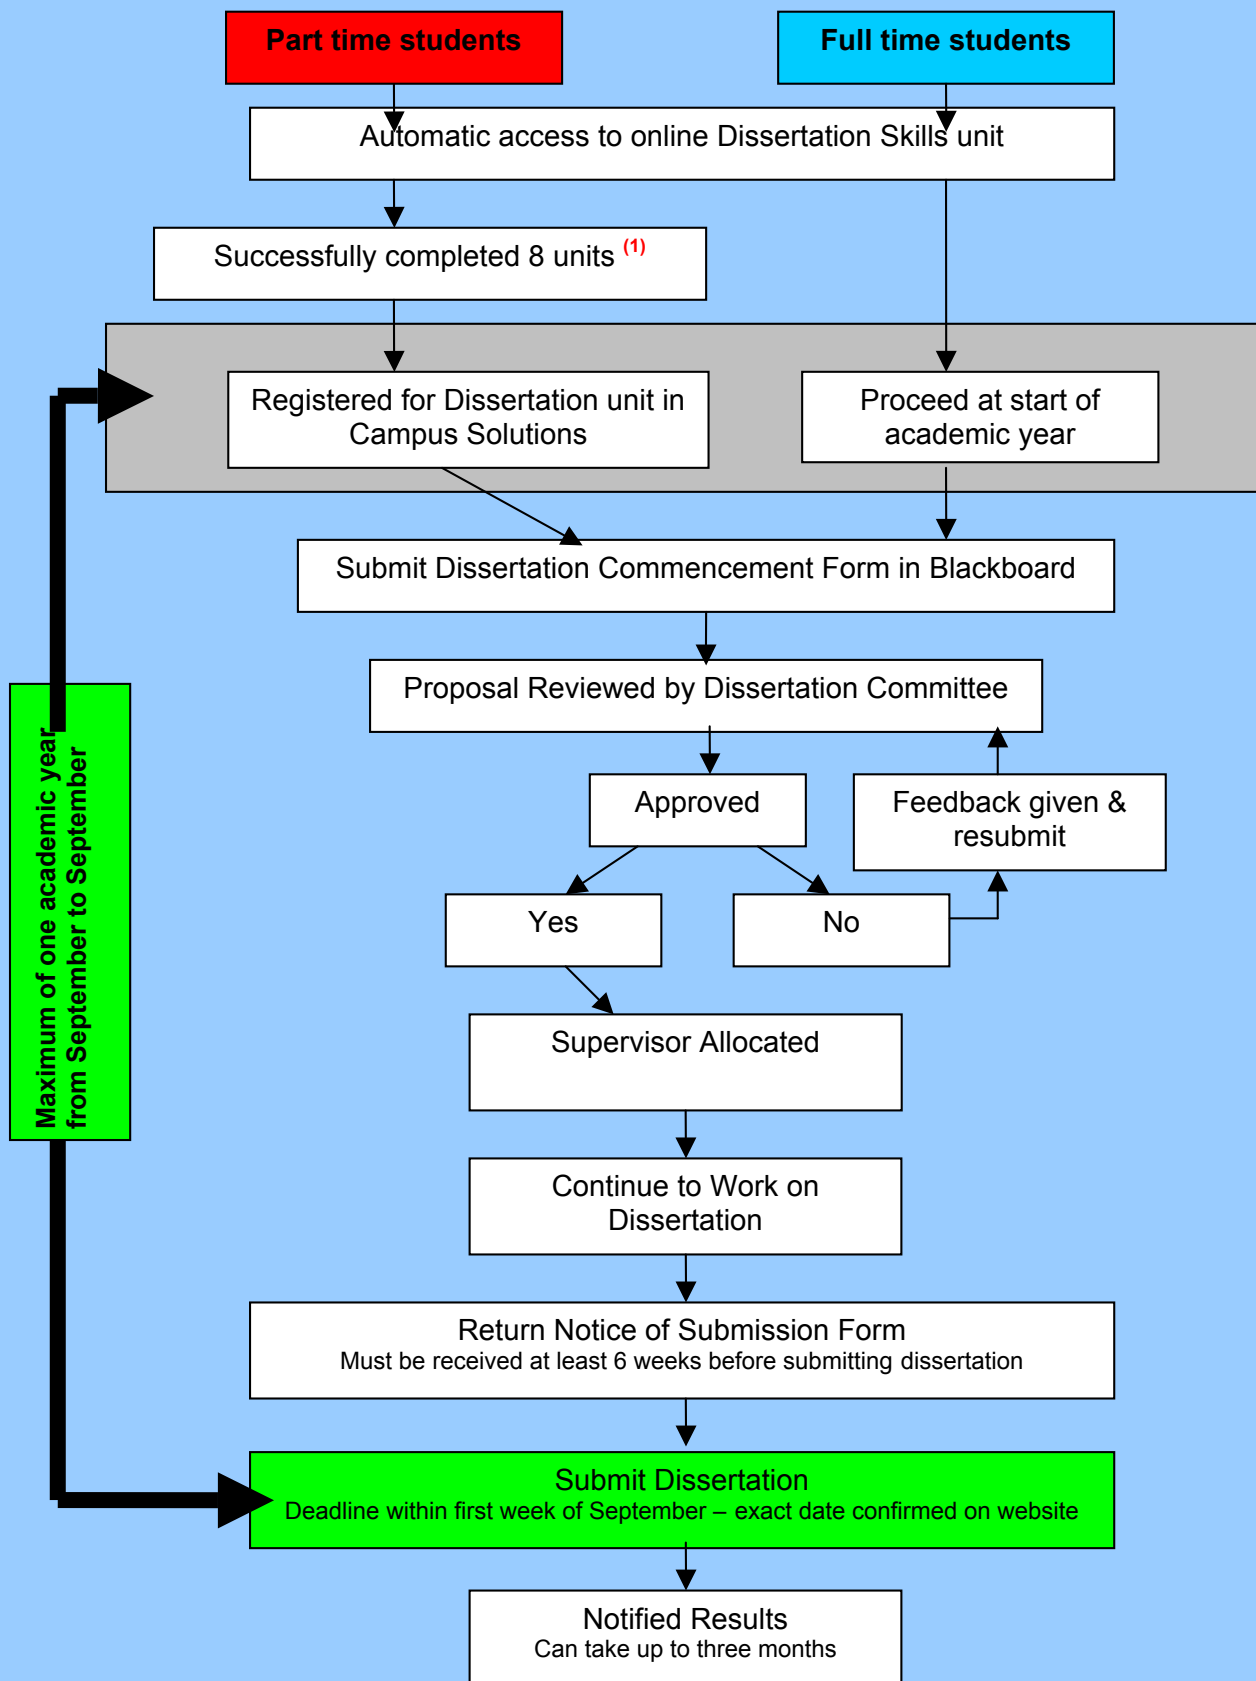 Part time students
Full time students
Automatic access to online Dissertation Skills unit
Successfully completed 8 units (1)
Registered for Dissertation unit in
Campus Solutions
Proceed at start of
academic year
Submit Dissertation Commencement Form in Blackboard
Proposal Reviewed by Dissertation Committee
Approved
Feedback given &
resubmit
Yes
No
Maximum of one academic year
from September to September
Supervisor Allocated
Continue to Work on
Dissertation
Return Notice of Submission Form
Must be received at least 6 weeks before submitting dissertation
Submit Dissertation
Deadline within first week of September – exact date confirmed on website
Notified Results
Can take up to three months